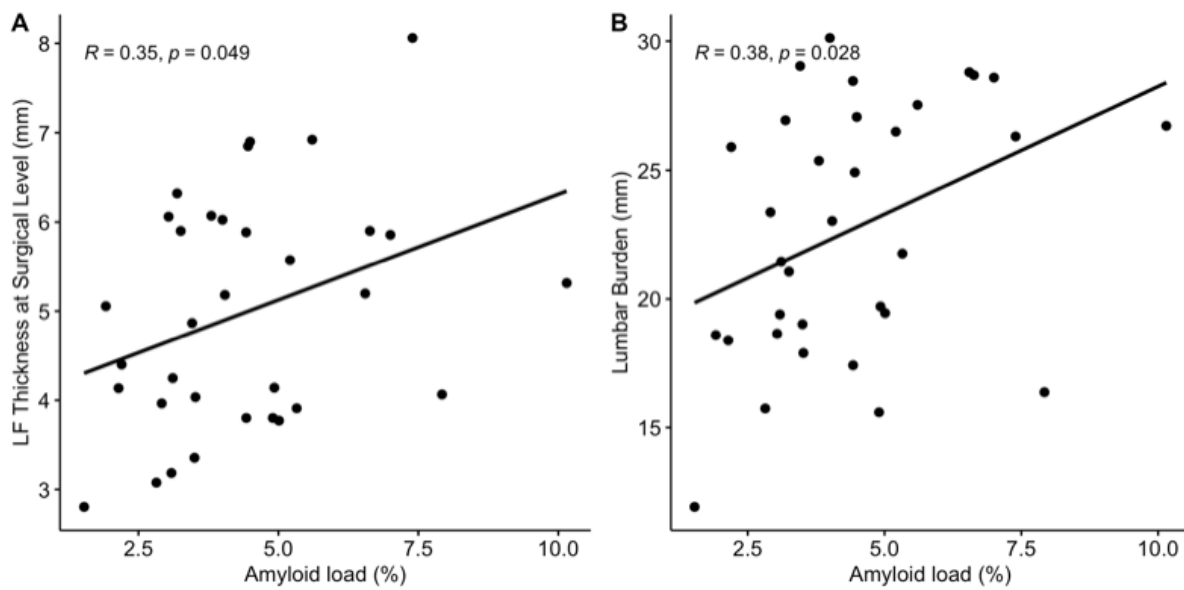 A
R = 0.35, p = 0.049
LF Thickness at Surgical Level (mm)
8
7
6
5
4
3
2.5 5.0 7.5 10.0
Amyloid load (%)
B
R = 0.38, p = 0.028
Lumbar Burden (mm)
30
25
20
15
2.5 5.0 7.5 10.0
Amyloid load (%)